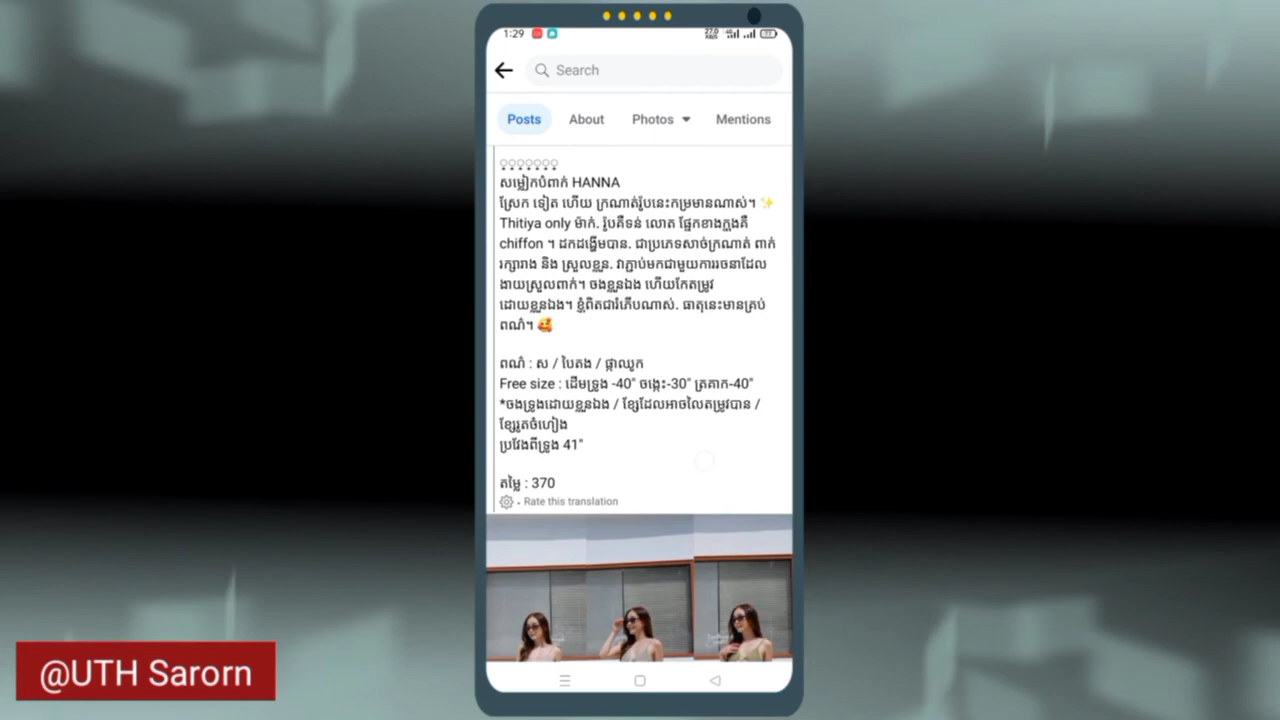 1:29
27.0
KB/S
4G
Search
Posts
About
Photos
Mentions
សម្លៀកបំពាក់ HANNA
ស្រែក ទៀត ហើយ ក្រណាត់រ៉ូបនេះកម្រមានណាស់។ ✨
Thitiya only ម៉ាក់. រ៉ូបគឺទន់ លោត ផ្នែកខាងក្នុងគឺ
chiffon ។ ដកដង្ហើមបាន. ជាប្រភេទសាច់ក្រណាត់ ពាក់
រក្សារាង និង ស្រួលខ្លួន. វាភ្ជាប់មកជាមួយការរចនាដែល
ងាយស្រួលពាក់។ ចងខ្លួនឯង ហើយកែតម្រូវ
ដោយខ្លួនឯង។ ខ្ញុំពិតជារំភើបណាស់. ធាតុនេះមានគ្រប់
ពណ៌។ 🥰
ពណ៌ : ស / បៃតង / ផ្កាឈូក
Free size : ដើមទ្រូង -40" ចង្កេះ-30" ត្រគាក-40"
*ចងទ្រូងដោយខ្លួនឯង / ខ្សែដែលអាចលៃតម្រូវបាន /
ខ្សែរូតចំហៀង
ប្រវែងពីទ្រូង 41"
តម្លៃ : 370
Rate this translation
@UTH Sarorn